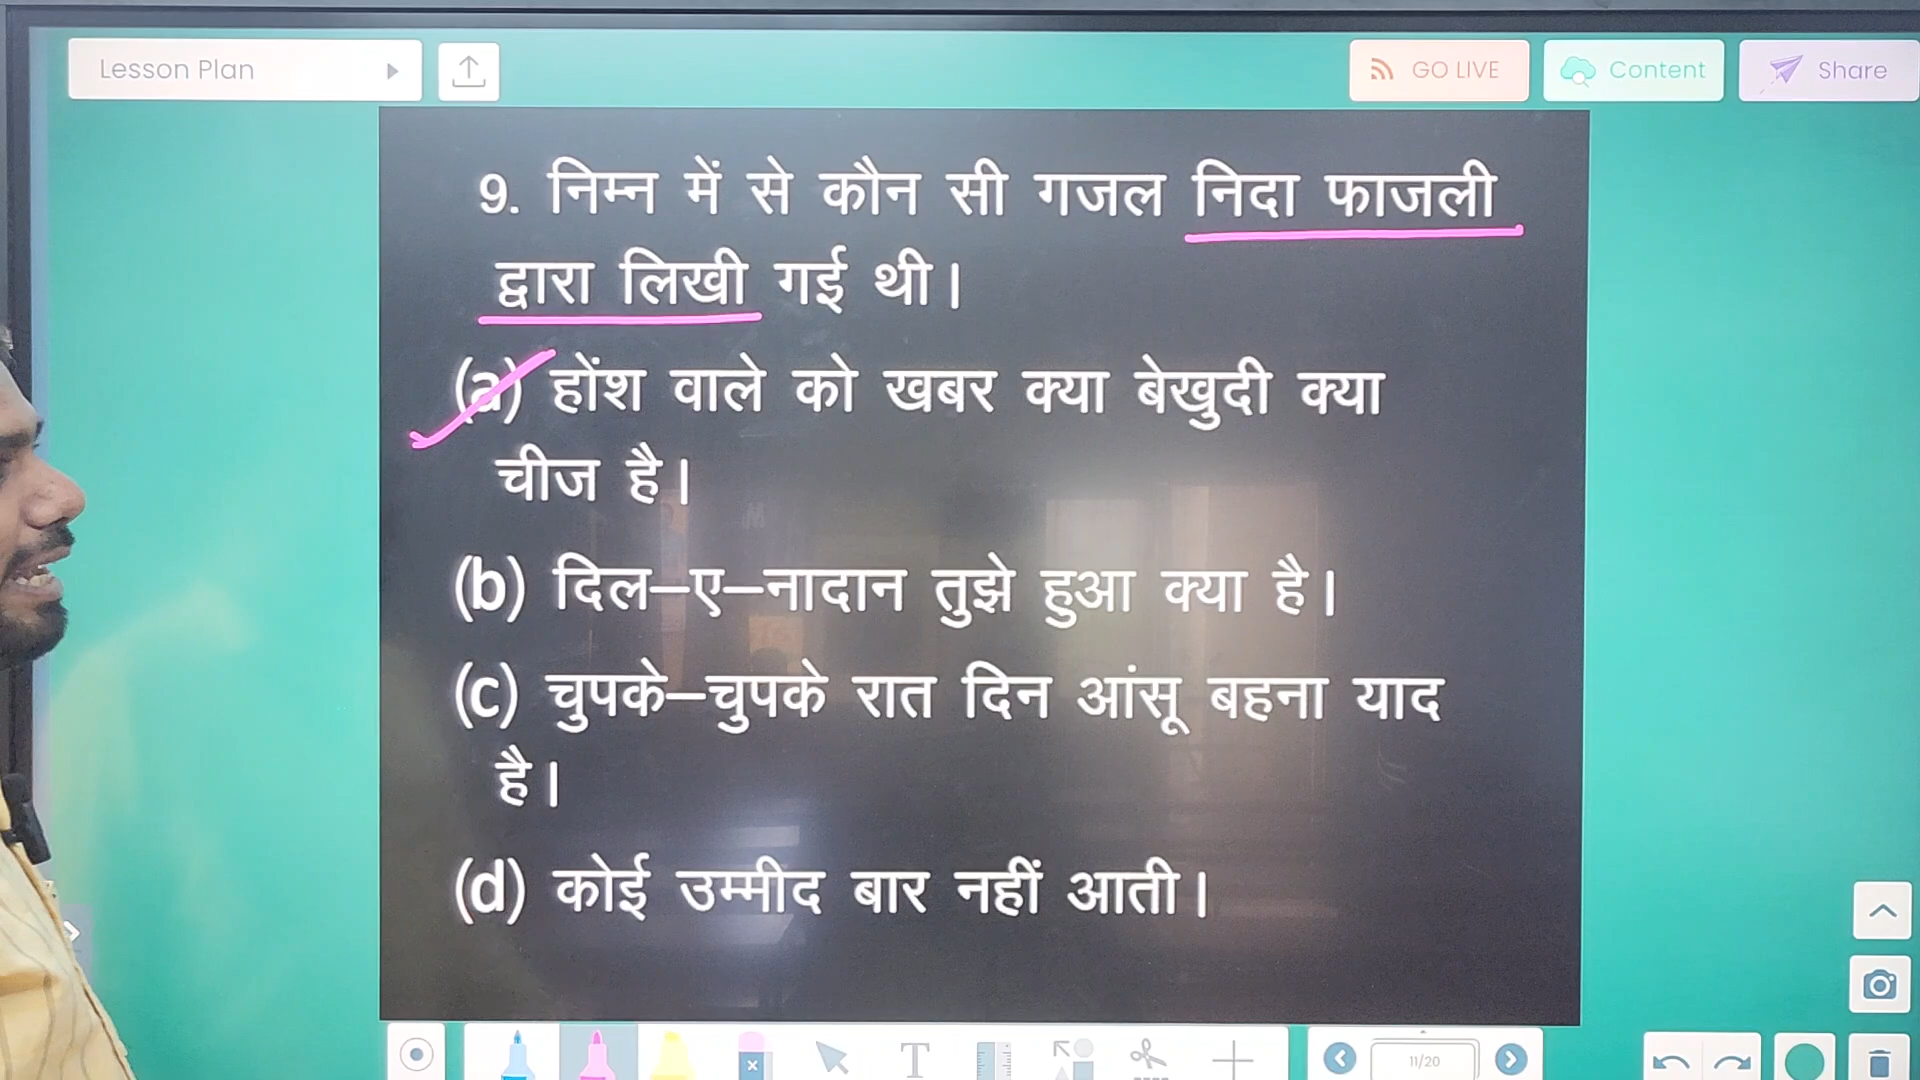 Lesson Plan
GO LIVE
Content
Share
9. निम्न में से कौन सी गजल निदा फाजली
द्वारा लिखी गई थी।
(a) होंश वाले को खबर क्या बेखुदी क्या
चीज है।
(b) दिल–ए–नादान तुझे हुआ क्या है।
(c) चुपके–चुपके रात दिन आंसू बहना याद
है।
(d) कोई उम्मीद बार नहीं आती।
T
11/20